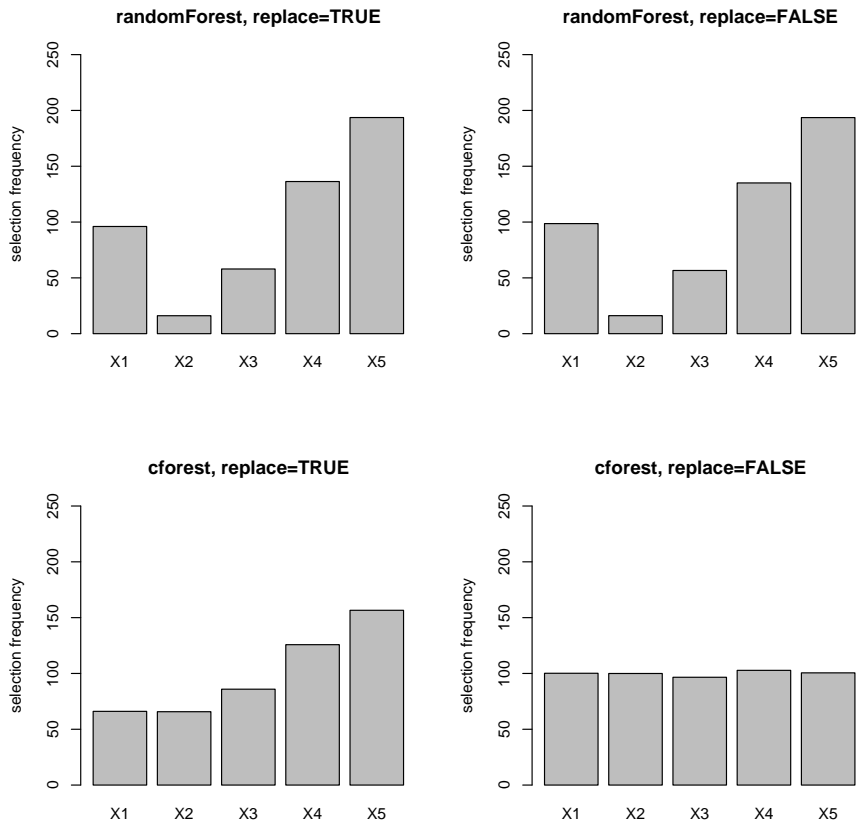 randomForest, replace=TRUE
selection frequency
0 50 100 150 200 250
X1 X2 X3 X4 X5
randomForest, replace=FALSE
selection frequency
0 50 100 150 200 250
X1 X2 X3 X4 X5
cforest, replace=TRUE
selection frequency
0 50 100 150 200 250
X1 X2 X3 X4 X5
cforest, replace=FALSE
selection frequency
0 50 100 150 200 250
X1 X2 X3 X4 X5